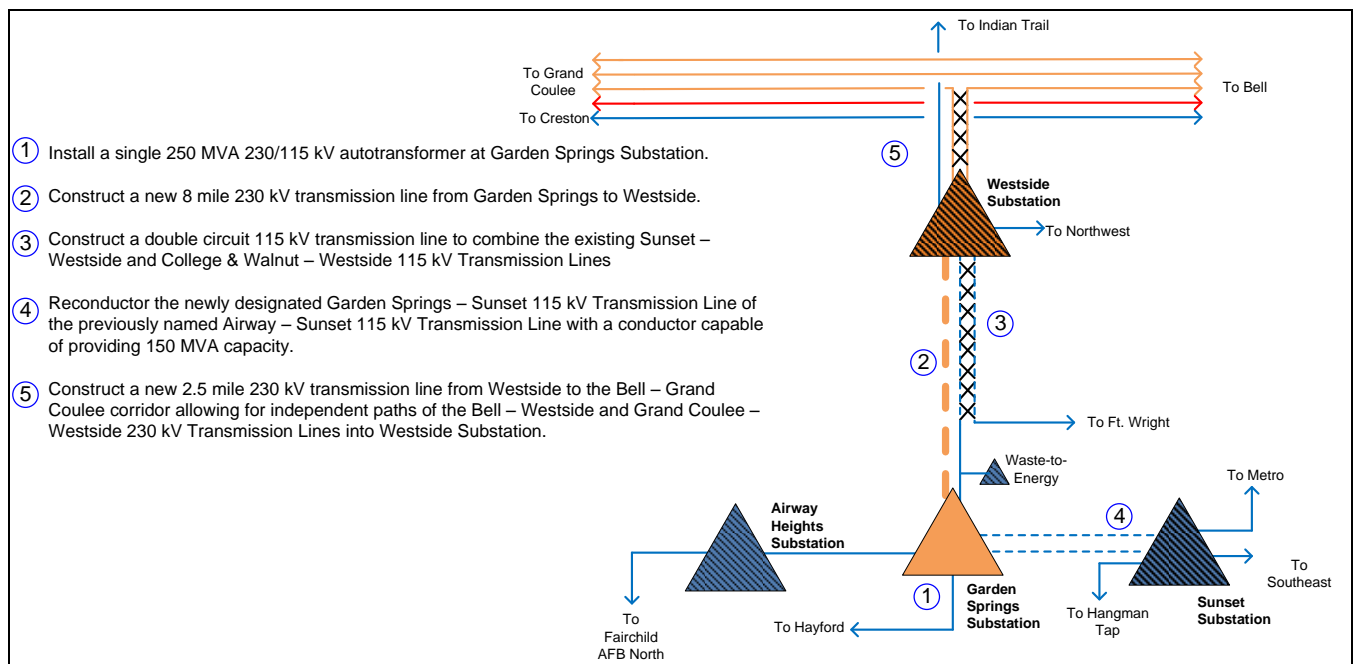 To Indian Trail
To Grand
Coulee
To Bell
To Creston
① Install a single 250 MVA 230/115 kV autotransformer at Garden Springs Substation.
② Construct a new 8 mile 230 kV transmission line from Garden Springs to Westside.
③ Construct a double circuit 115 kV transmission line to combine the existing Sunset –
Westside and College & Walnut – Westside 115 kV Transmission Lines
④ Reconductor the newly designated Garden Springs – Sunset 115 kV Transmission Line of
the previously named Airway – Sunset 115 kV Transmission Line with a conductor capable
of providing 150 MVA capacity.
⑤ Construct a new 2.5 mile 230 kV transmission line from Westside to the Bell – Grand
Coulee corridor allowing for independent paths of the Bell – Westside and Grand Coulee –
Westside 230 kV Transmission Lines into Westside Substation.
⑤
Westside
Substation
To Northwest
③
②
To Ft. Wright
Waste-to-
Energy
To Metro
④
Airway
Heights
Substation
To
Southeast
①
Garden
Springs
Substation
To Hangman
Tap
Sunset
Substation
To
Fairchild
AFB North
To Hayford